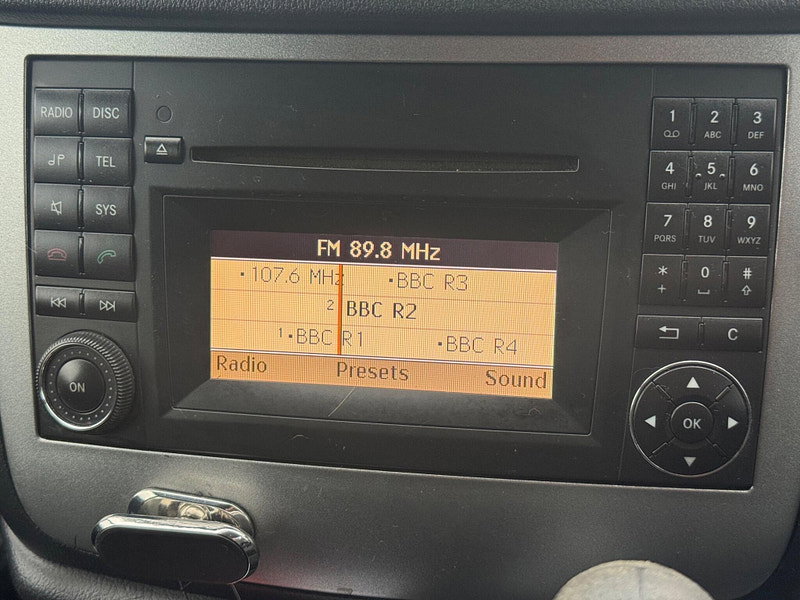 RADIO DISC
TEL
SYS
ON
FM 89.8 MHz
107.6 MHz BBC R3
2 BBC R2
1 BBC R1 BBC R4
Radio Presets Sound
1 2 ABC 3 DEF
4 GHI 5 JKL 6 MNO
7 PQRS 8 TUV 9 WXYZ
* + 0 #
C
OK